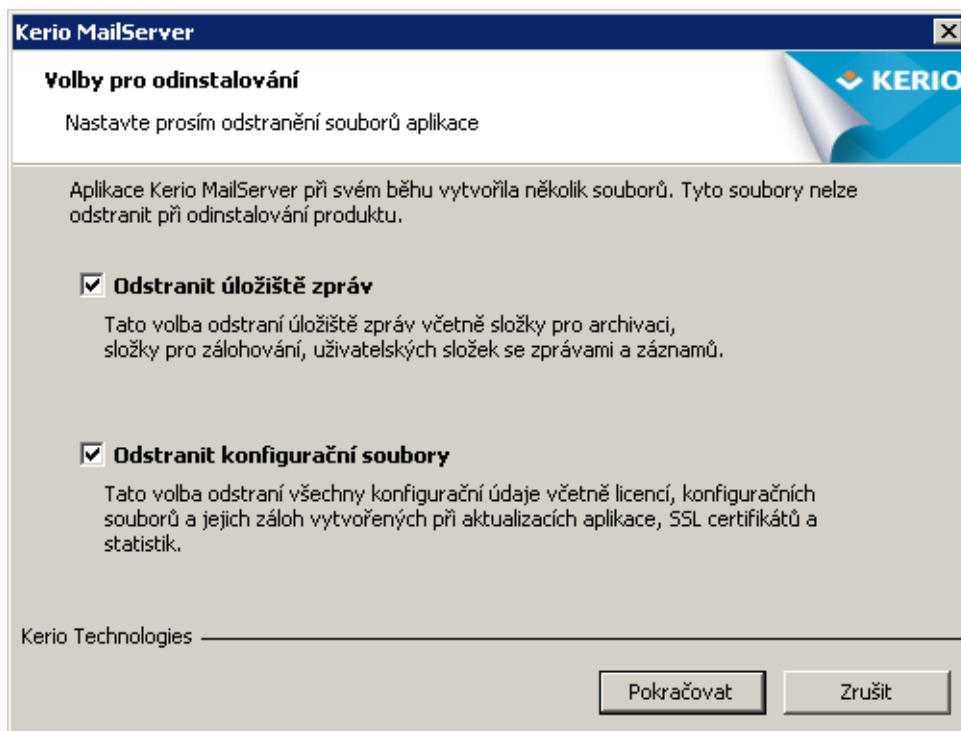 Kerio MailServer
Volby pro odinstalování
Nastavte prosím odstranění souborů aplikace
KERIO
Aplikace Kerio MailServer při svém běhu vytvořila několik souborů. Tyto soubory nelze
odstranit při odinstalování produktu.
Odstranit úložiště zpráv
Tato volba odstraní úložiště zpráv včetně složky pro archivaci,
složky pro zálohování, uživatelských složek se zprávami a záznamů.
Odstranit konfigurační soubory
Tato volba odstraní všechny konfigurační údaje včetně licencí, konfiguračních
souborů a jejich záloh vytvořených při aktualizacích aplikace, SSL certifikátů a
statistik.
Kerio Technologies
Pokračovat
Zrušit